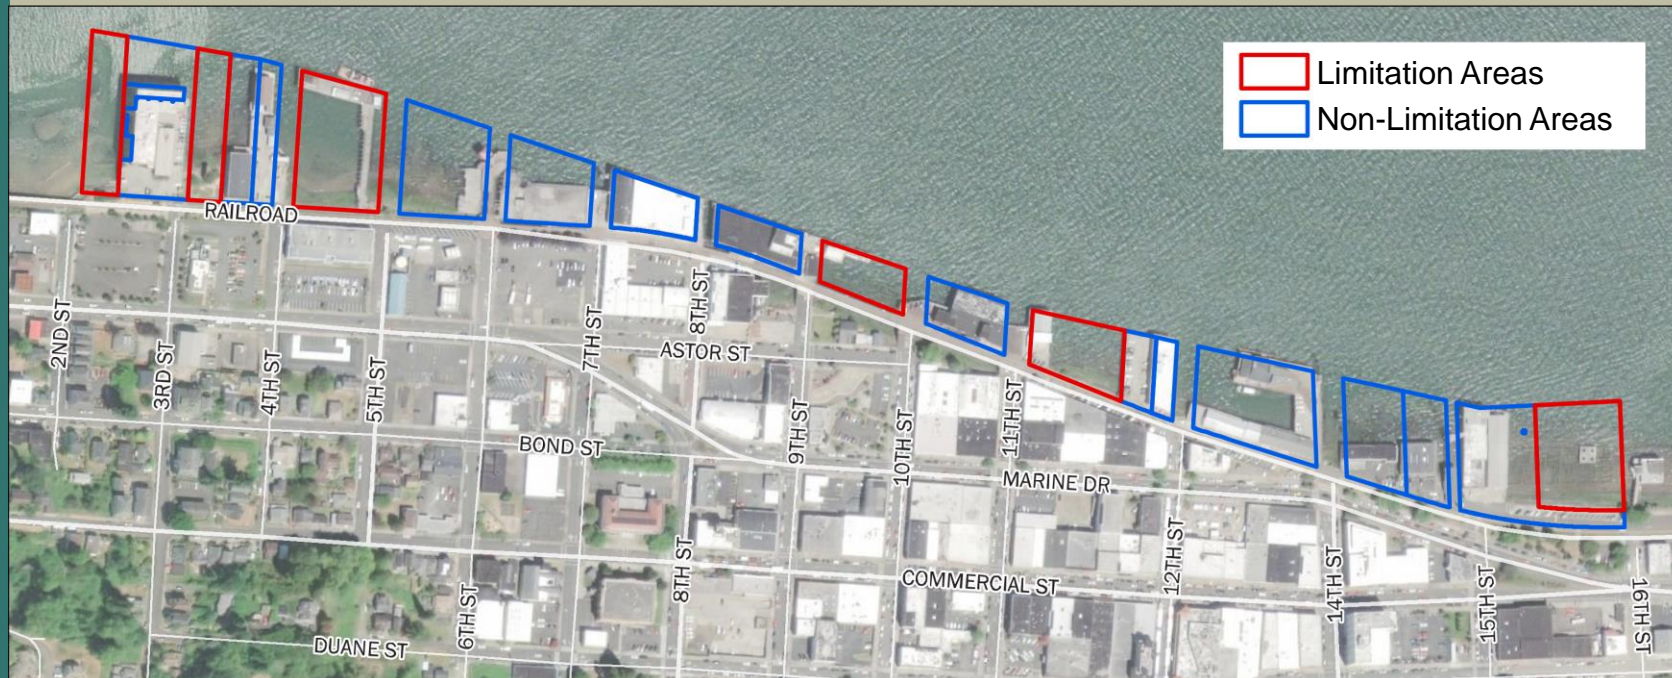 Limitation Areas
Non-Limitation Areas
RAILROAD
2ND ST
3RD ST
4TH ST
5TH ST
6TH ST
7TH ST
8TH ST
ASTOR ST
9TH ST
10TH ST
11TH ST
BOND ST
MARINE DR
8TH ST
12TH ST
14TH ST
15TH ST
16TH ST
COMMERCIAL ST
DUANE ST